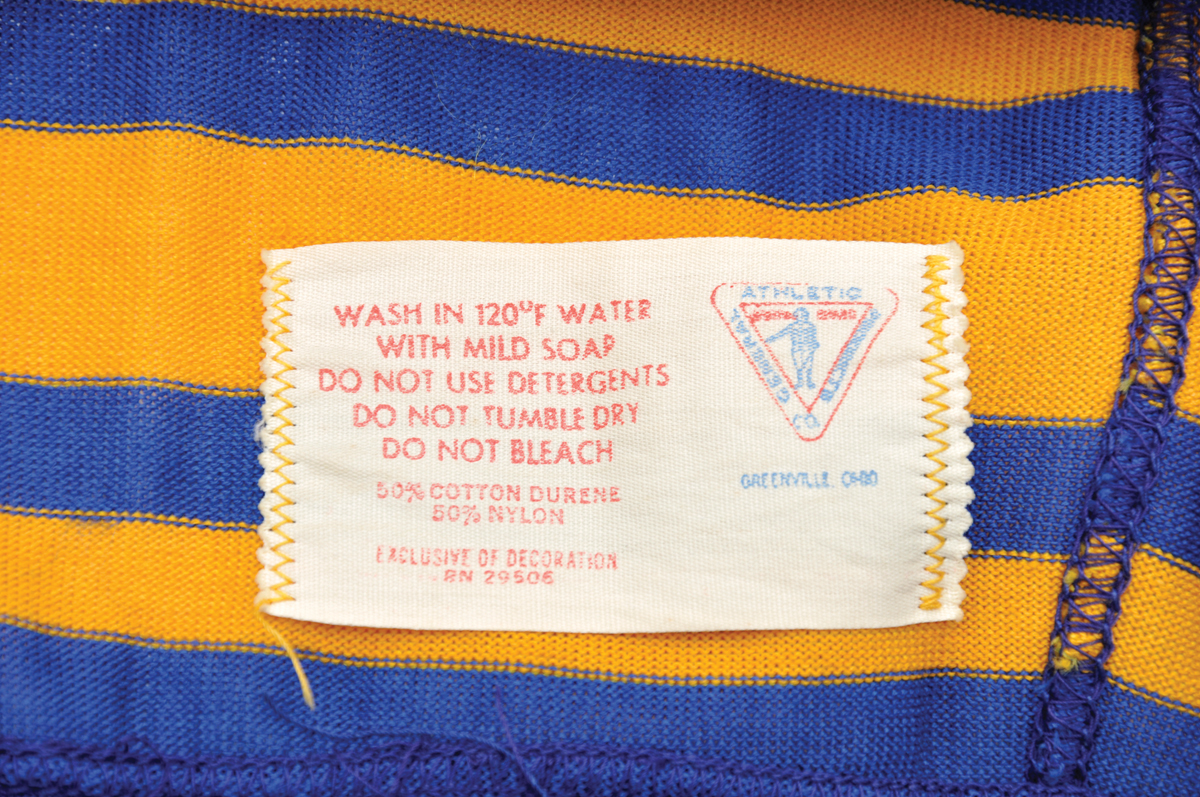 WASH IN 120°F WATER
WITH MILD SOAP
DO NOT USE DETERGENTS
DO NOT TUMBLE DRY
DO NOT BLEACH
50% COTTON DURENE
50% NYLON
EXCLUSIVE OF DECORATION
RN 29506
ATHLETIC
CO.
GREENVILLE, OHIO